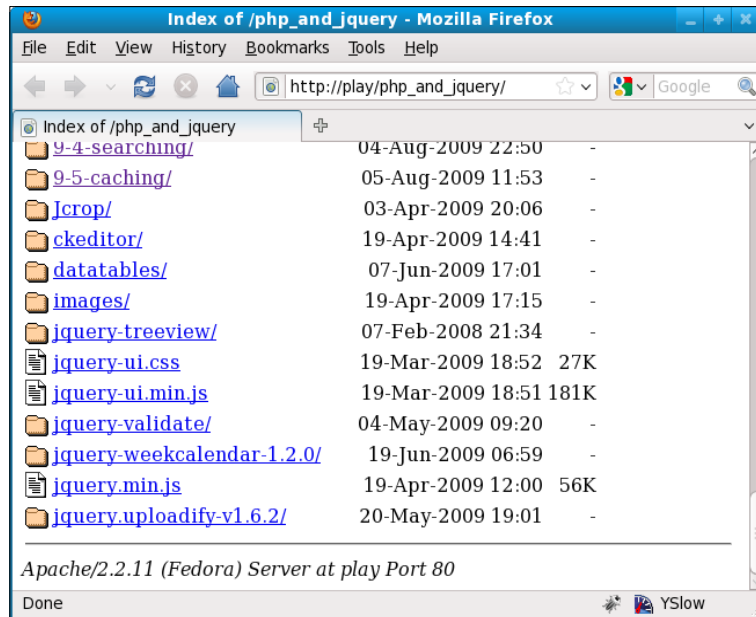 Index of /php_and_jquery - Mozilla Firefox
File Edit View History Bookmarks Tools Help
http://play/php_and_jquery/ Google
Index of /php_and_jquery
9-4-searching/ 04-Aug-2009 22:50 -
9-5-caching/ 05-Aug-2009 11:53 -
Jcrop/ 03-Apr-2009 20:06 -
ckeditor/ 19-Apr-2009 14:41 -
datatables/ 07-Jun-2009 17:01 -
images/ 19-Apr-2009 17:15 -
jquery-treeview/ 07-Feb-2008 21:34 -
jquery-ui.css 19-Mar-2009 18:52 27K
jquery-ui.min.js 19-Mar-2009 18:51 181K
jquery-validate/ 04-May-2009 09:20 -
jquery-weekcalendar-1.2.0/ 19-Jun-2009 06:59 -
jquery.min.js 19-Apr-2009 12:00 56K
jquery.uploadify-v1.6.2/ 20-May-2009 19:01 -
Apache/2.2.11 (Fedora) Server at play Port 80
Done YSlow